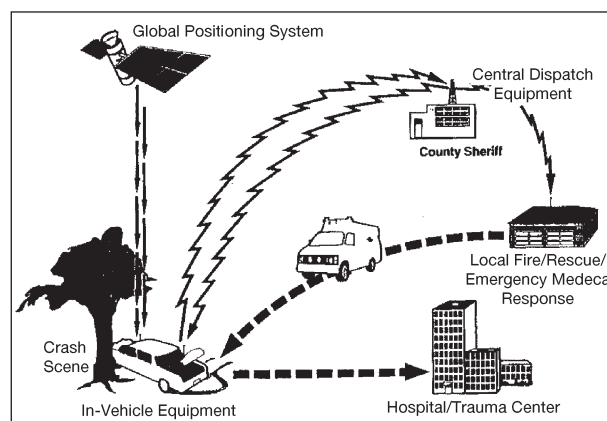 Global Positioning System
Central Dispatch
Equipment
County Sheriff
Local Fire/Rescue/
Emergency Medecal
Response
Crash
Scene
In-Vehicle Equipment
Hospital/Trauma Center